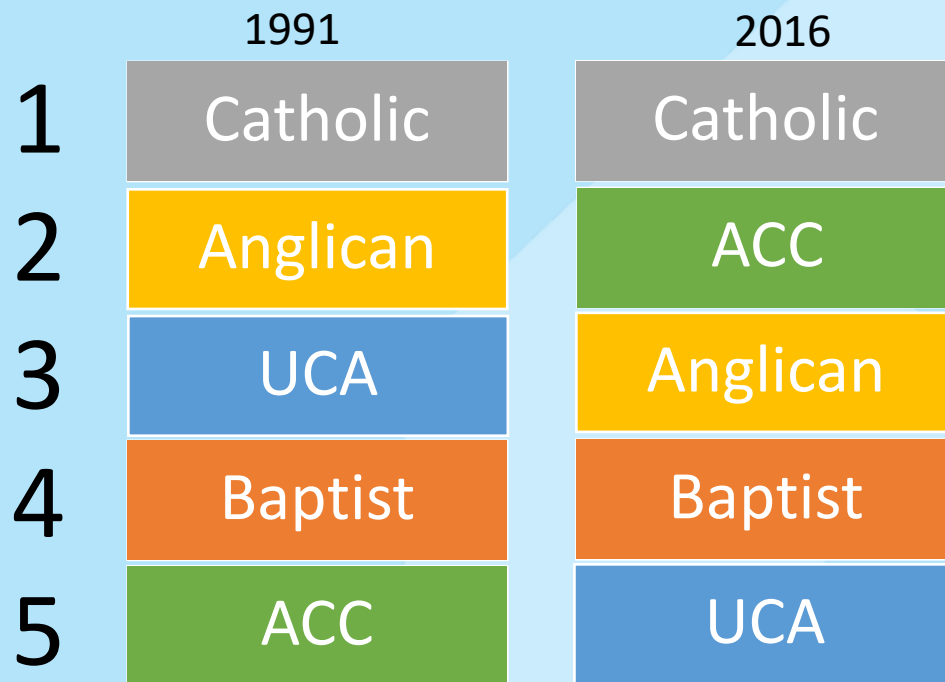 1991 2016
1 Catholic Catholic
2 Anglican ACC
3 UCA Anglican
4 Baptist Baptist
5 ACC UCA